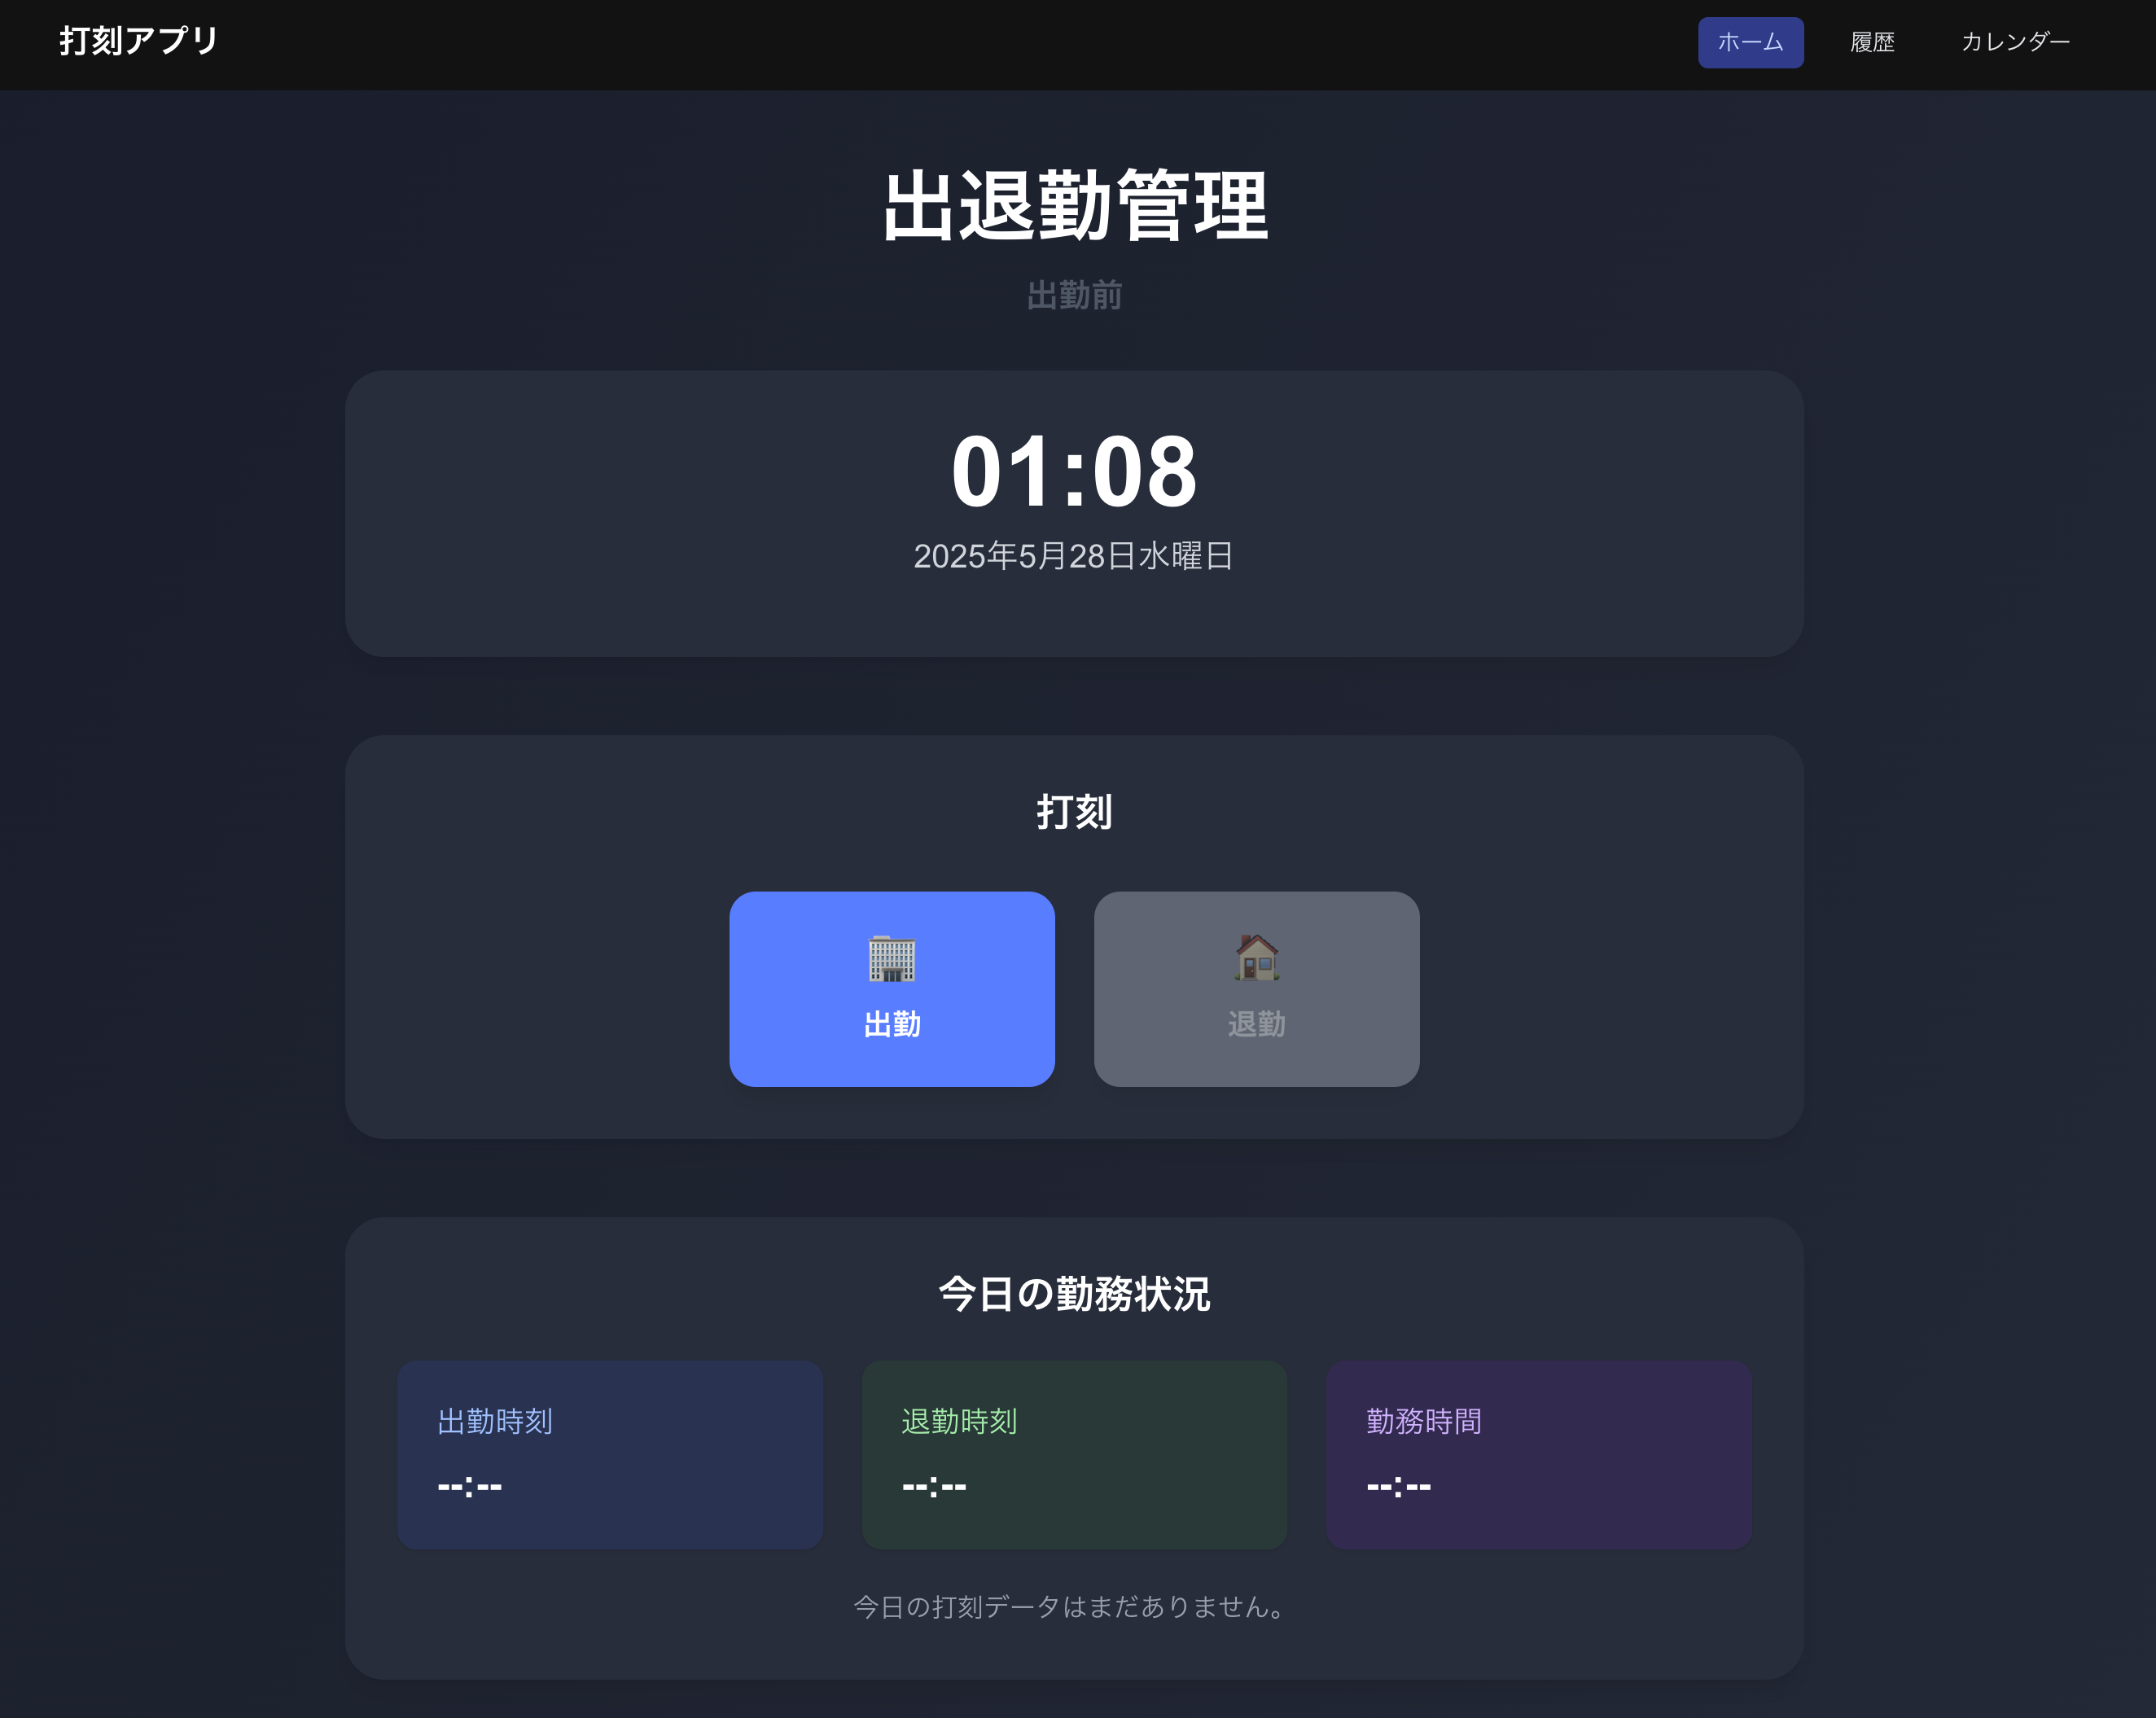 打刻アプリ
ホーム 履歴 カレンダー
出退勤管理
出勤前
01:08
2025年5月28日水曜日
打刻
出勤 退勤
今日の勤務状況
出勤時刻 退勤時刻 勤務時間
--:-- --:-- --:--
今日の打刻データはまだありません。